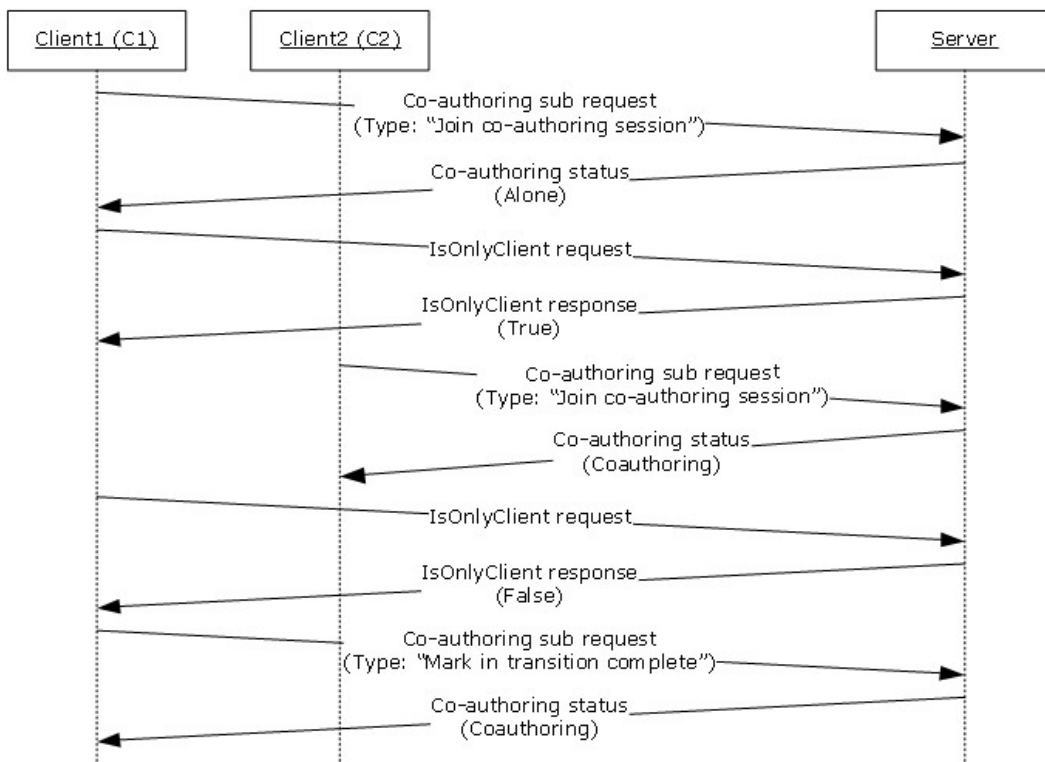 Client1 (C1)
Client2 (C2)
Server
Co-authoring sub request
(Type: “Join co-authoring session”)
Co-authoring status
(Alone)
IsOnlyClient request
IsOnlyClient response
(True)
Co-authoring sub request
(Type: “Join co-authoring session”)
Co-authoring status
(Coauthoring)
IsOnlyClient request
IsOnlyClient response
(False)
Co-authoring sub request
(Type: “Mark in transition complete”)
Co-authoring status
(Coauthoring)